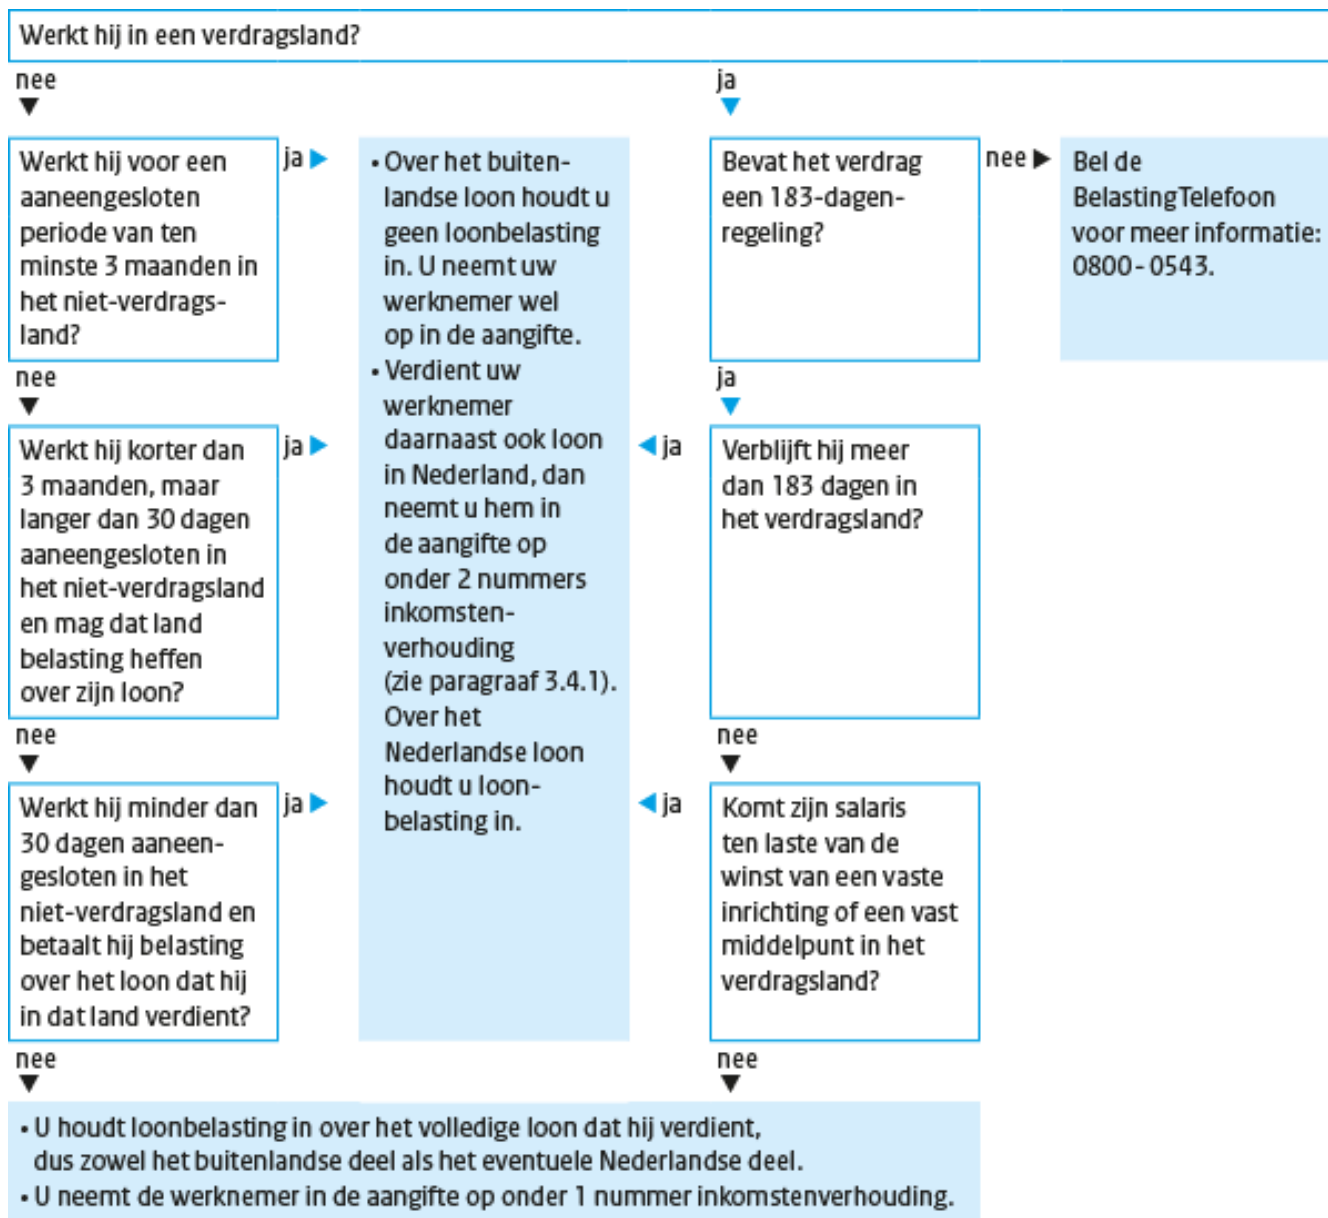 Werkt hij in een verdragsland?
nee
ja
Werkt hij voor een
aaneengesloten
periode van ten
minste 3 maanden in
het niet-verdrags-
land?
ja
• Over het buiten-
landse loon houdt u
geen loonbelasting
in. U neemt uw
werknemer wel
op in de aangifte.
• Verdient uw
werknemer
daarnaast ook loon
in Nederland, dan
neemt u hem in
de aangifte op
onder 2 nummers
inkomsten-
verhouding
(zie paragraaf 3.4.1).
Over het
Nederlandse loon
houdt u loon-
belasting in.
Bevat het verdrag
een 183-dagen-
regeling?
nee
Bel de
BelastingTelefoon
voor meer informatie:
0800-0543.
nee
ja
Werkt hij korter dan
3 maanden, maar
langer dan 30 dagen
aaneengesloten in
het niet-verdragsland
en mag dat land
belasting heffen
over zijn loon?
ja
ja
Verblijft hij meer
dan 183 dagen in
het verdragsland?
nee
nee
Werkt hij minder dan
30 dagen aaneen-
gesloten in het
niet-verdragsland en
betaalt hij belasting
over het loon dat hij
in dat land verdient?
ja
ja
Komt zijn salaris
ten laste van de
winst van een vaste
inrichting of een vast
middelpunt in het
verdragsland?
nee
nee
• U houdt loonbelasting in over het volledige loon dat hij verdient,
dus zowel het buitenlandse deel als het eventuele Nederlandse deel.
• U neemt de werknemer in de aangifte op onder 1 nummer inkomstenverhouding.